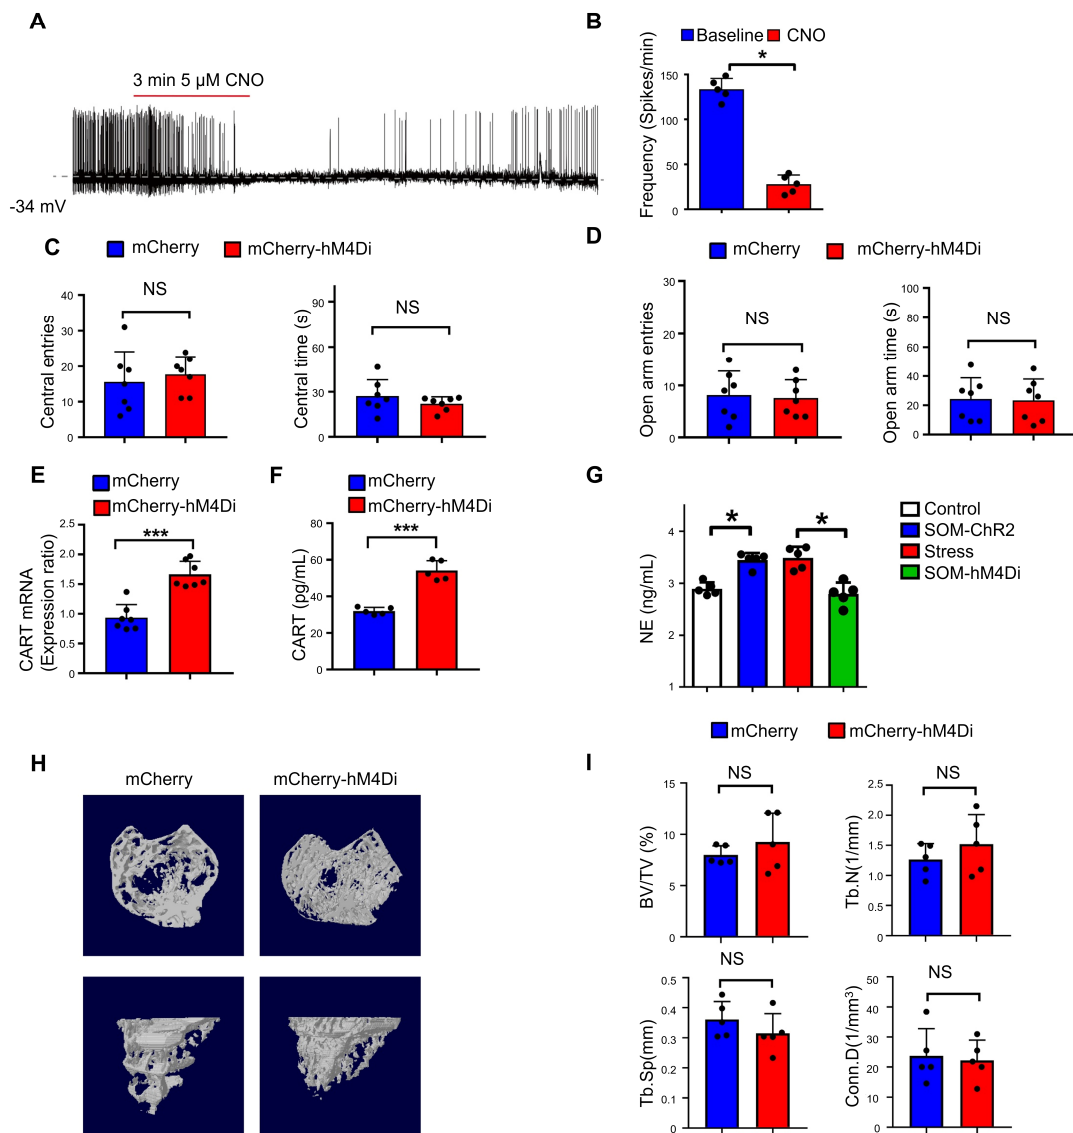 A
3 min 5 µM CNO
-34 mV
B
Baseline CNO
*
Frequency (Spikes/min)
150
100
50
0
C
mCherry mCherry-hM4Di
NS
Central entries
40
30
20
10
0
NS
Central time (s)
90
60
30
0
D
mCherry mCherry-hM4Di
NS
Open arm entries
30
20
10
0
NS
Open arm time (s)
100
80
60
40
20
0
E
mCherry
mCherry-hM4Di
***
CART mRNA
(Expression ratio)
2.5
2.0
1.5
1.0
0.5
0
F
mCherry
mCherry-hM4Di
***
CART (pg/mL)
80
60
40
20
0
G
Control
SOM-ChR2
Stress
SOM-hM4Di
* *
NE (ng/mL)
4
3
2
1
H
mCherry mCherry-hM4Di
I
mCherry mCherry-hM4Di
NS
BV/TV (%)
15
10
5
0
NS
Tb.N(1/mm)
2.5
2.0
1.5
1.0
0.5
0
NS
Tb.Sp(mm)
0.5
0.4
0.3
0.2
0.1
0
NS
Conn.D(1/mm³)
50
40
30
20
10
0